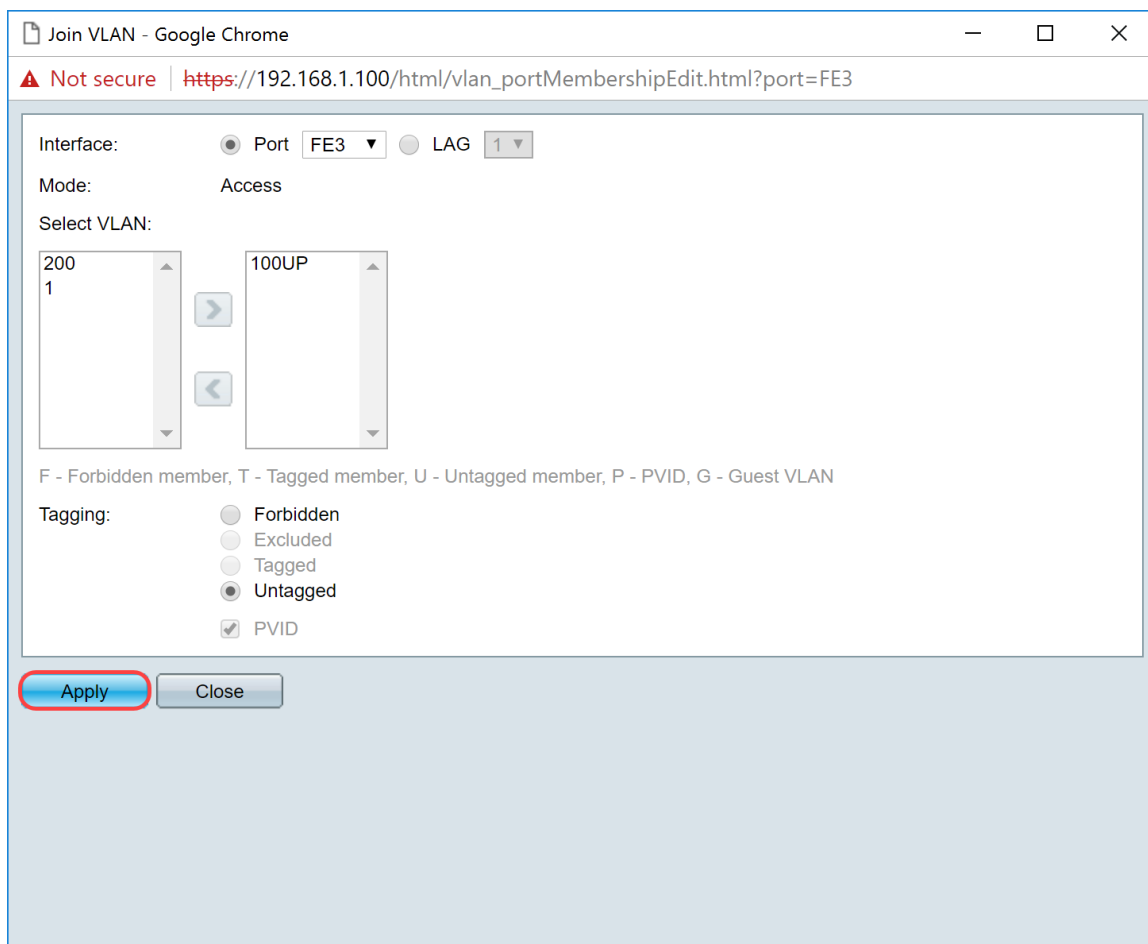 Join VLAN - Google Chrome
Not secure https://192.168.1.100/html/vlan_portMembershipEdit.html?port=FE3
Interface: Port FE3 LAG 1
Mode: Access
Select VLAN:
200 100UP
1
F - Forbidden member, T - Tagged member, U - Untagged member, P - PVID, G - Guest VLAN
Tagging: Forbidden
Excluded
Tagged
Untagged
PVID
Apply Close